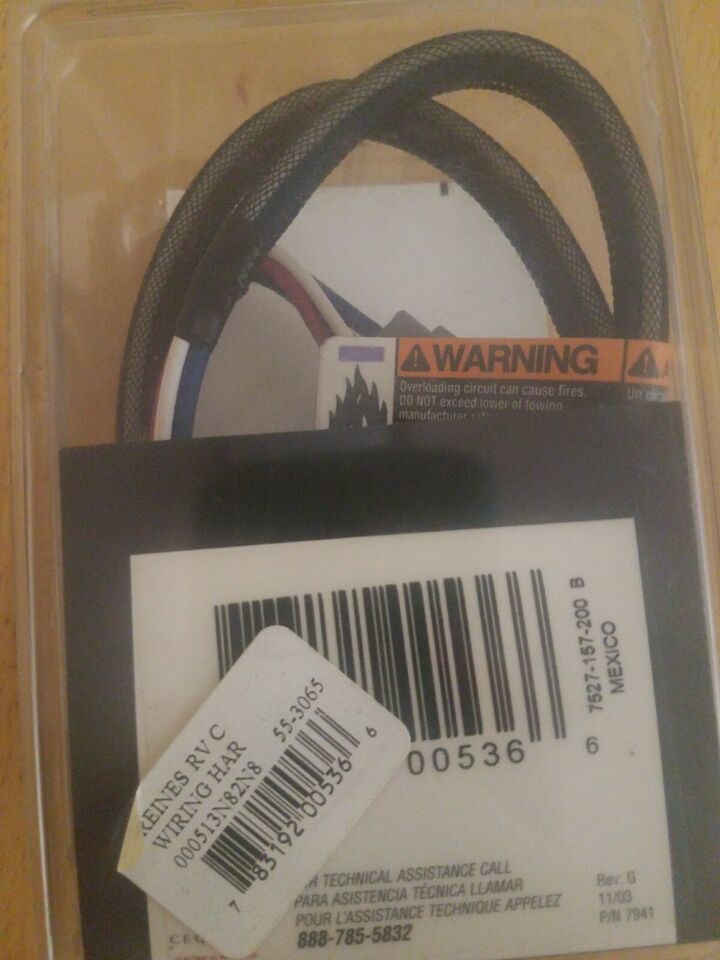 WARNING
Overloading circuit can cause fires.
DO NOT exceed lower of towing
manufacturer
Un
00536
6
7527-157-200 B
MEXICO
REINES RV C
WIRING HAR
000513N82N8
55-3065
7 83192 00536 6
TECHNICAL ASSISTANCE CALL
PARA ASISTENCIA TÉCNICA LLAMAR
POUR L'ASSISTANCE TECHNIQUE APPELEZ
888-785-5832
Rev: G
11/03
P/N 7941